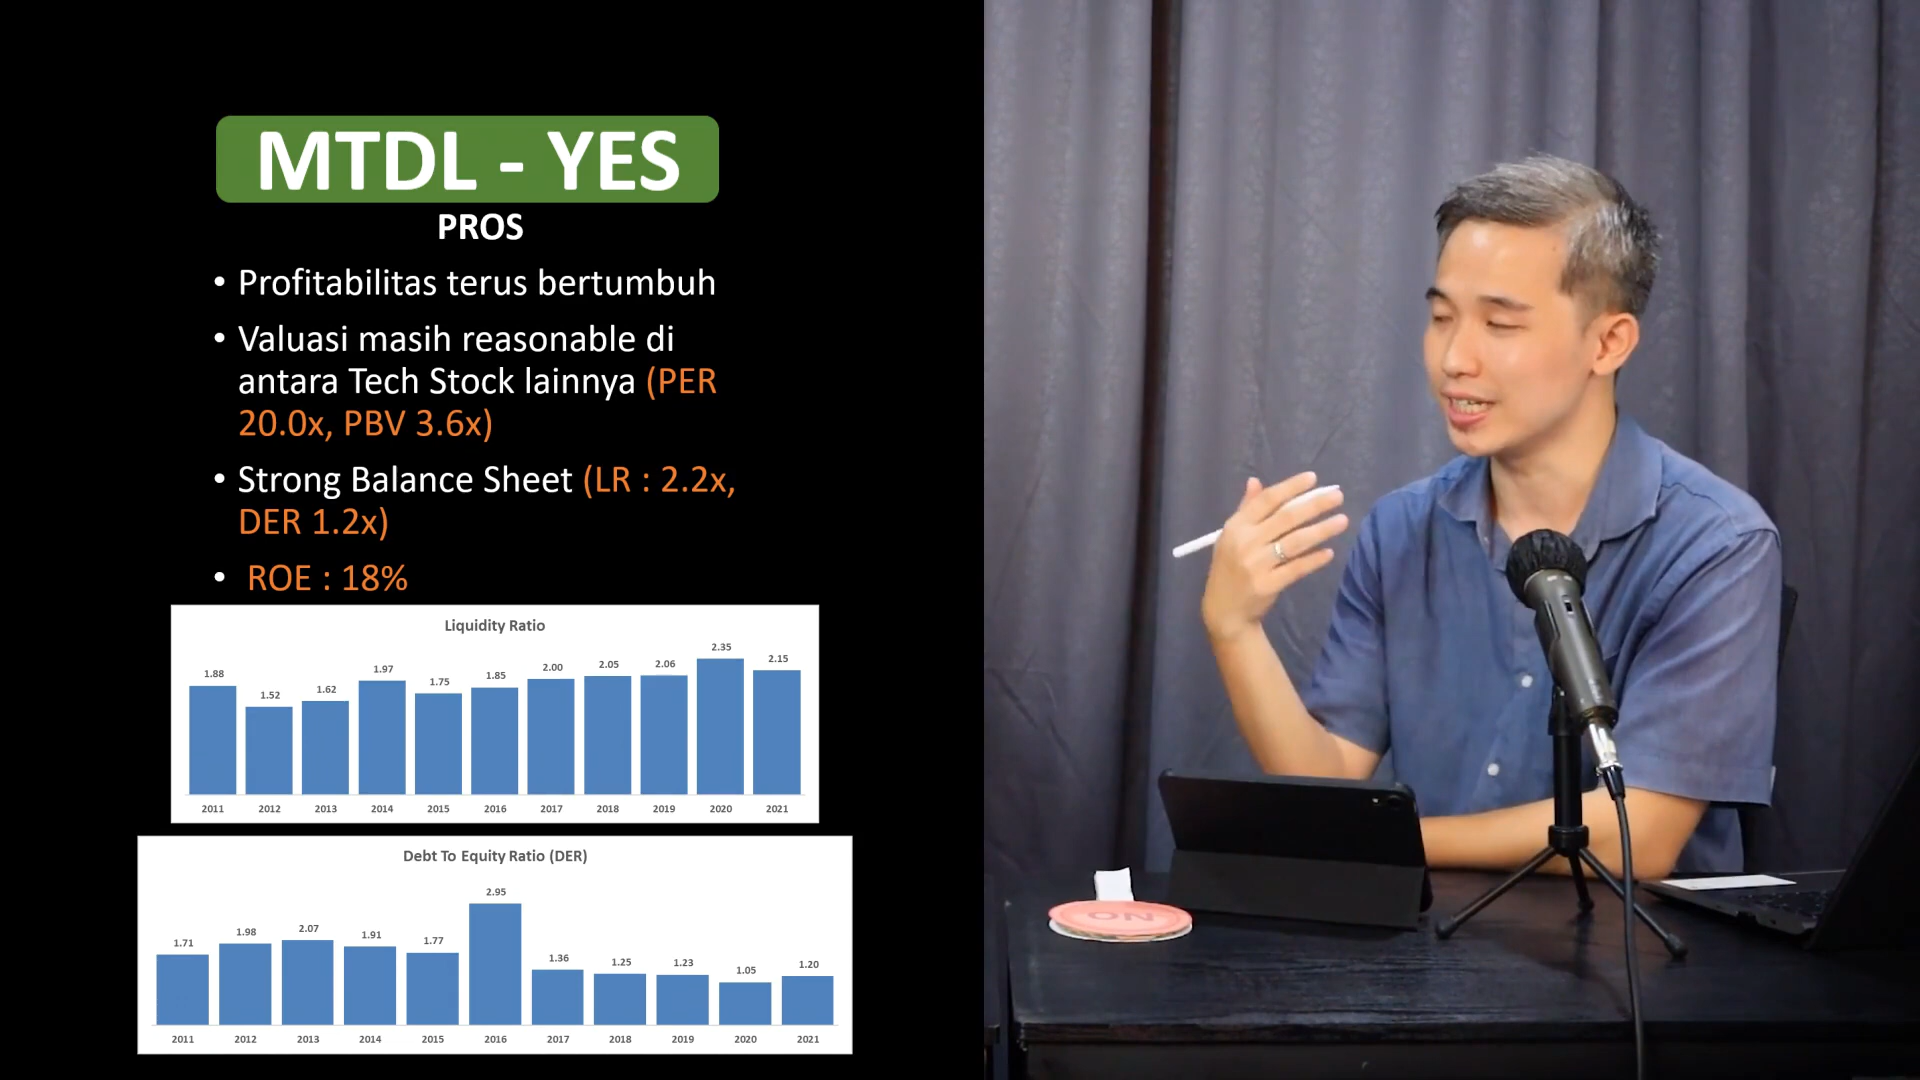 MTDL - YES
PROS
• Profitabilitas terus bertumbuh
• Valuasi masih reasonable di
antara Tech Stock lainnya (PER
20.0x, PBV 3.6x)
• Strong Balance Sheet (LR : 2.2x,
DER 1.2x)
• ROE : 18%
Liquidity Ratio
1.88 1.52 1.62 1.97 1.75 1.85 2.00 2.05 2.06 2.35 2.15
2011 2012 2013 2014 2015 2016 2017 2018 2019 2020 2021
Debt To Equity Ratio (DER)
1.71 1.98 2.07 1.91 1.77 2.95 1.36 1.25 1.23 1.05 1.20
2011 2012 2013 2014 2015 2016 2017 2018 2019 2020 2021
NO